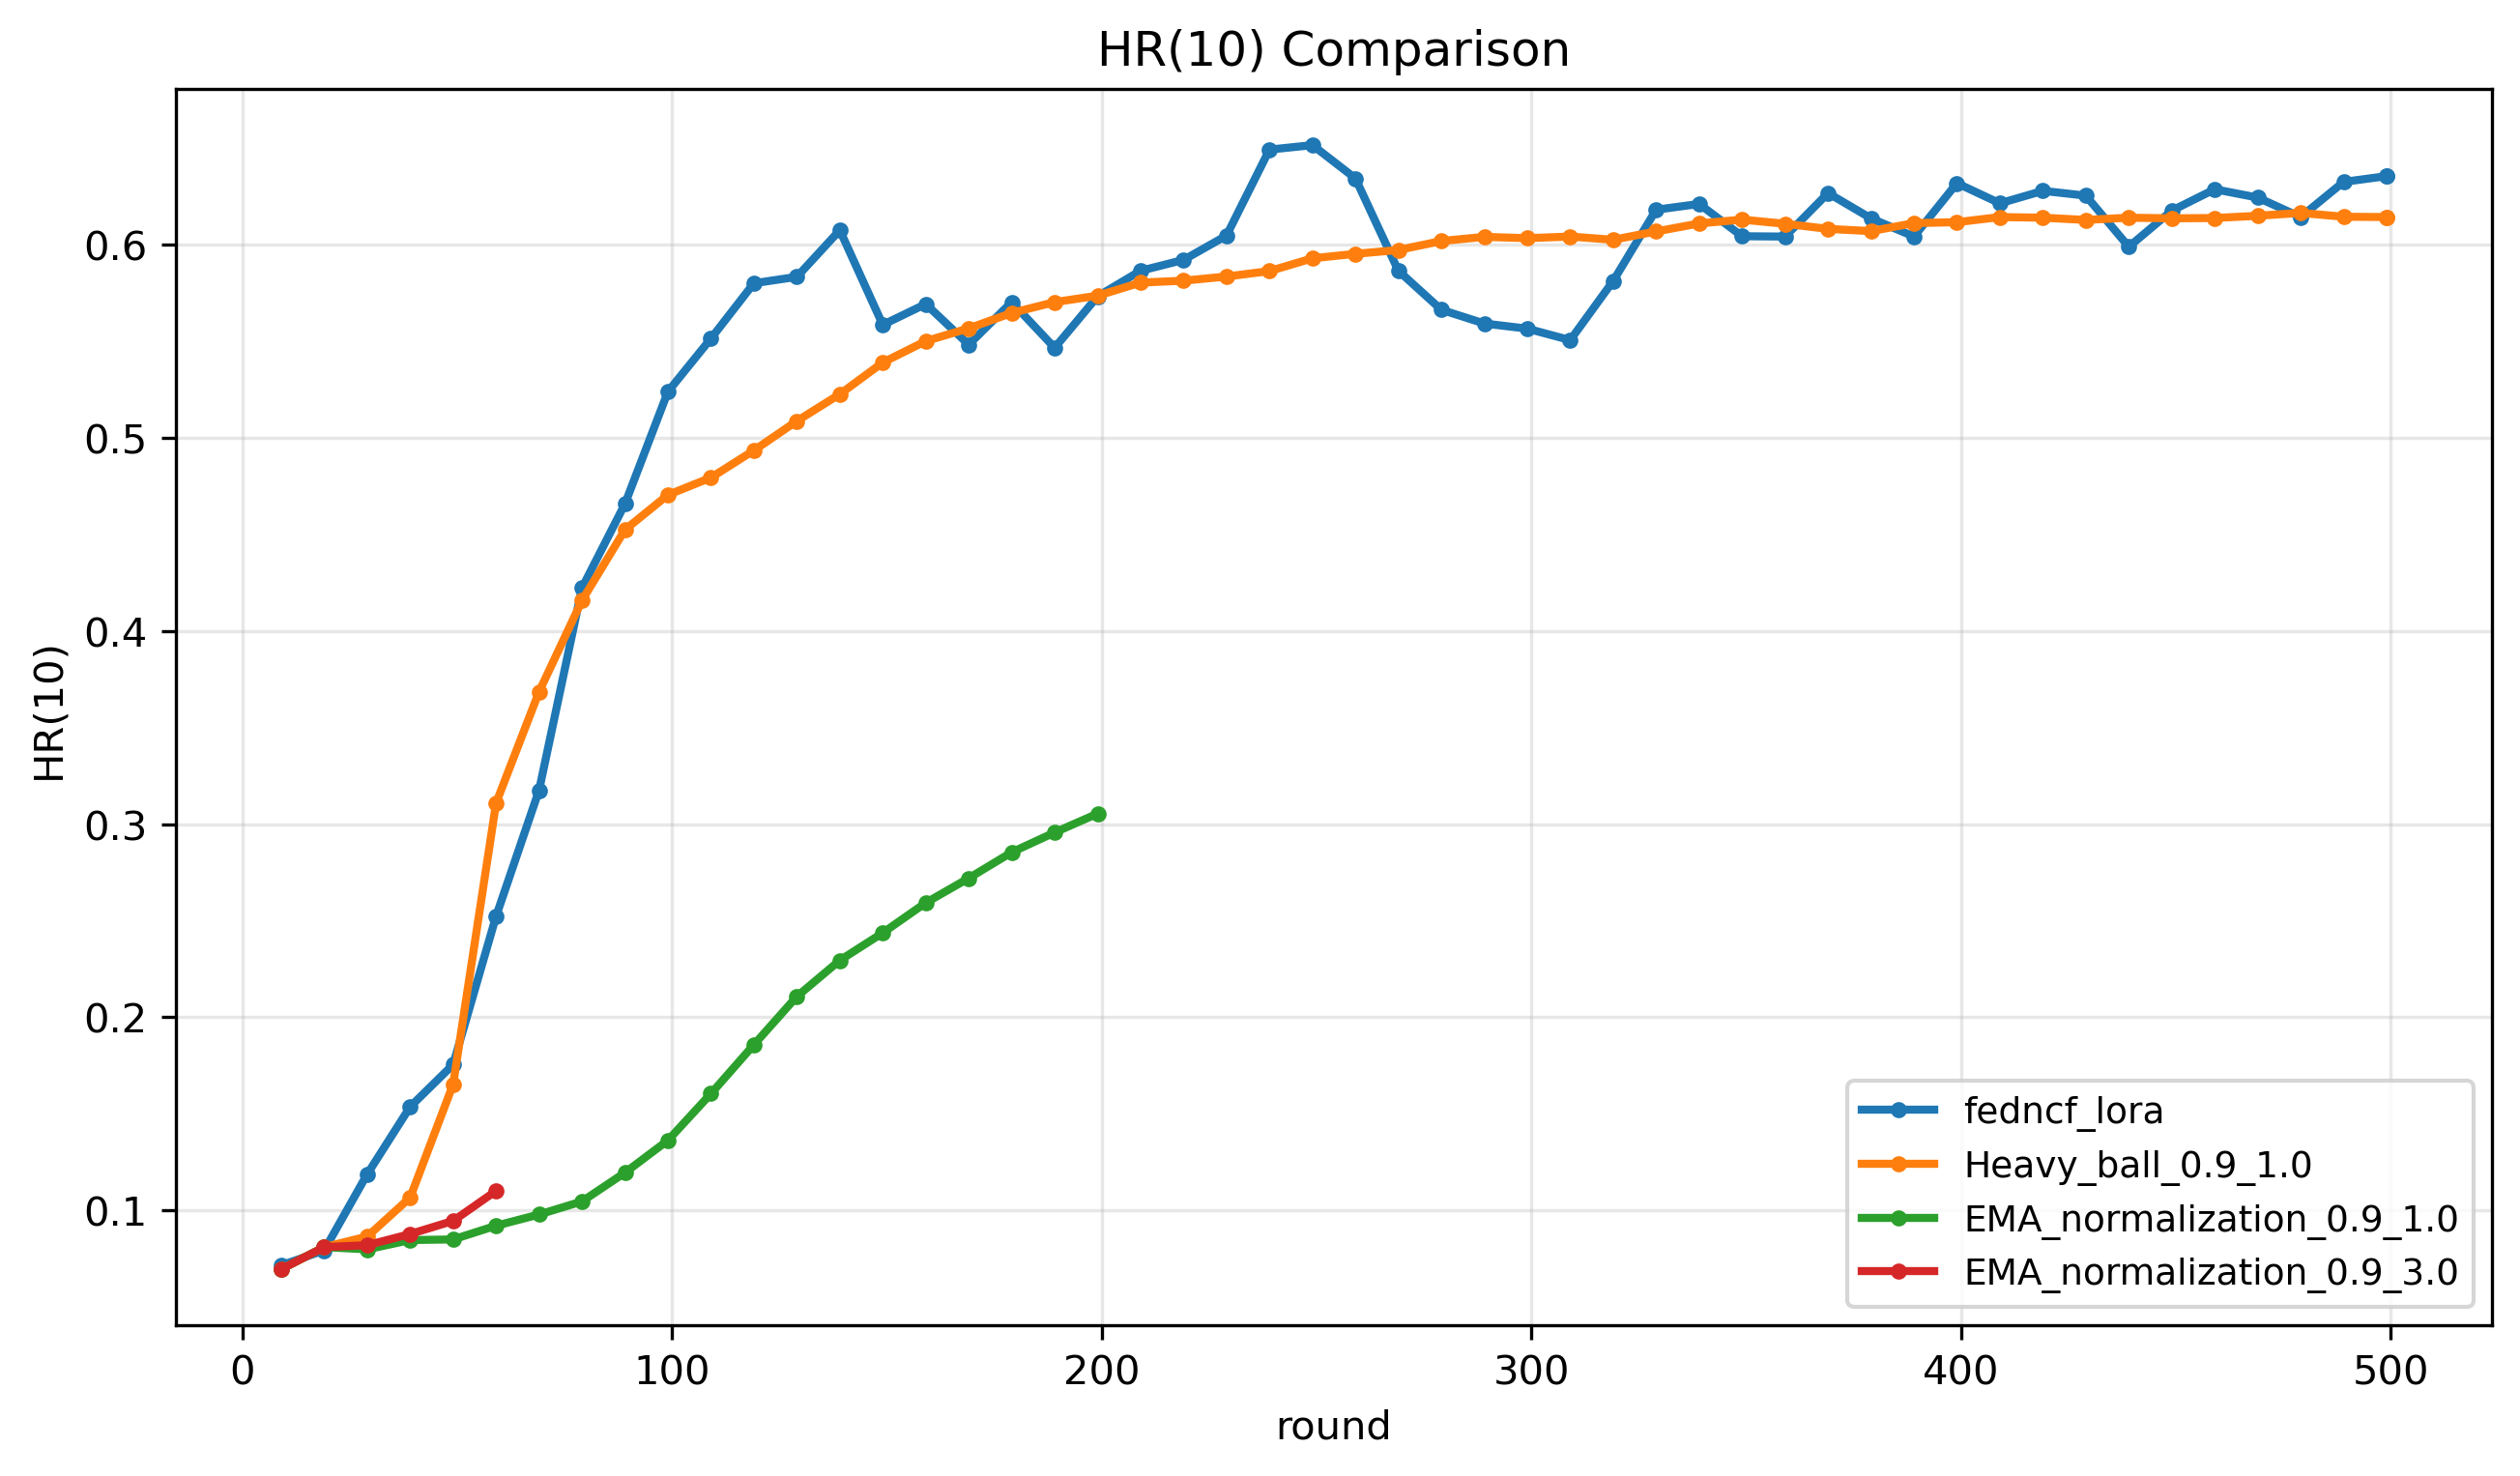 HR(10) Comparison
HR(10)
0.6
0.5
0.4
0.3
0.2
0.1
0 100 200 300 400 500
round
fedncf_lora
Heavy_ball_0.9_1.0
EMA_normalization_0.9_1.0
EMA_normalization_0.9_3.0